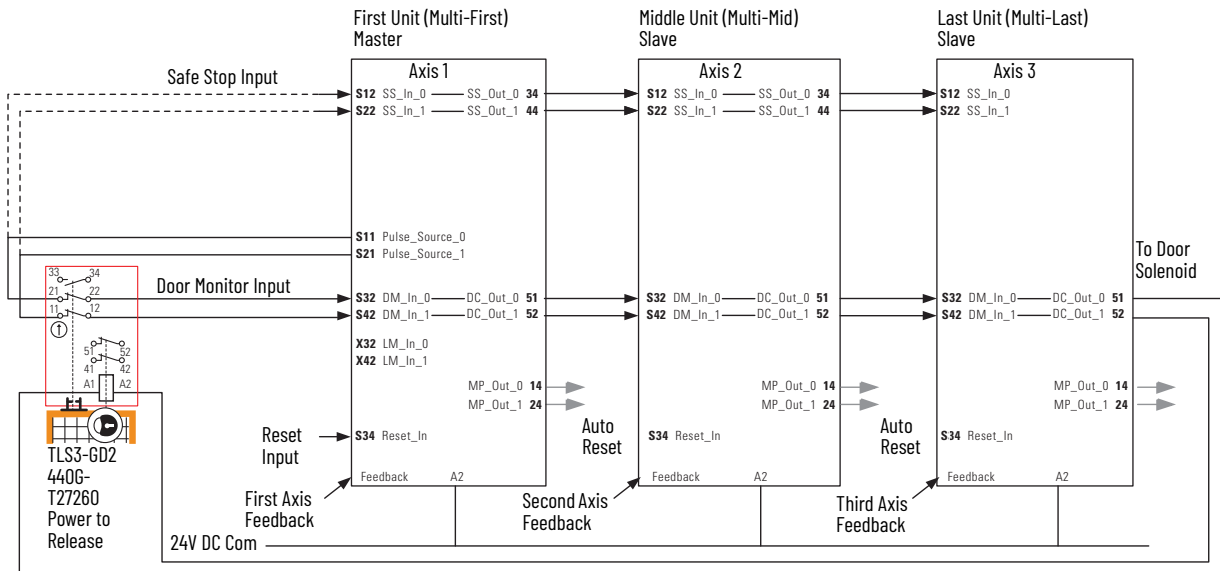 First Unit (Multi-First)
Master
Middle Unit (Multi-Mid)
Slave
Last Unit (Multi-Last)
Slave
Axis 1
Axis 2
Axis 3
Safe Stop Input
S12 SS_In_0 SS_Out_0 34
S22 SS_In_1 SS_Out_1 44
S12 SS_In_0 SS_Out_0 34
S22 SS_In_1 SS_Out_1 44
S12 SS_In_0
S22 SS_In_1
S11 Pulse_Source_0
S21 Pulse_Source_1
To Door
Solenoid
33 34
21 22
11 12
51 52
41 42
A1 A2
Door Monitor Input
S32 DM_In_0 DC_Out_0 51
S42 DM_In_1 DC_Out_1 52
S32 DM_In_0 DC_Out_0 51
S42 DM_In_1 DC_Out_1 52
S32 DM_In_0 DC_Out_0 51
S42 DM_In_1 DC_Out_1 52
X32 LM_In_0
X42 LM_In_1
MP_Out_0 14
MP_Out_1 24
MP_Out_0 14
MP_Out_1 24
MP_Out_0 14
MP_Out_1 24
Reset
Input
S34 Reset_In
Auto
Reset
S34 Reset_In
Auto
Reset
S34 Reset_In
Feedback A2
Feedback A2
Feedback A2
First Axis
Feedback
Second Axis
Feedback
Third Axis
Feedback
TLS3-GD2
440G-
T27260
Power to
Release
24V DC Com